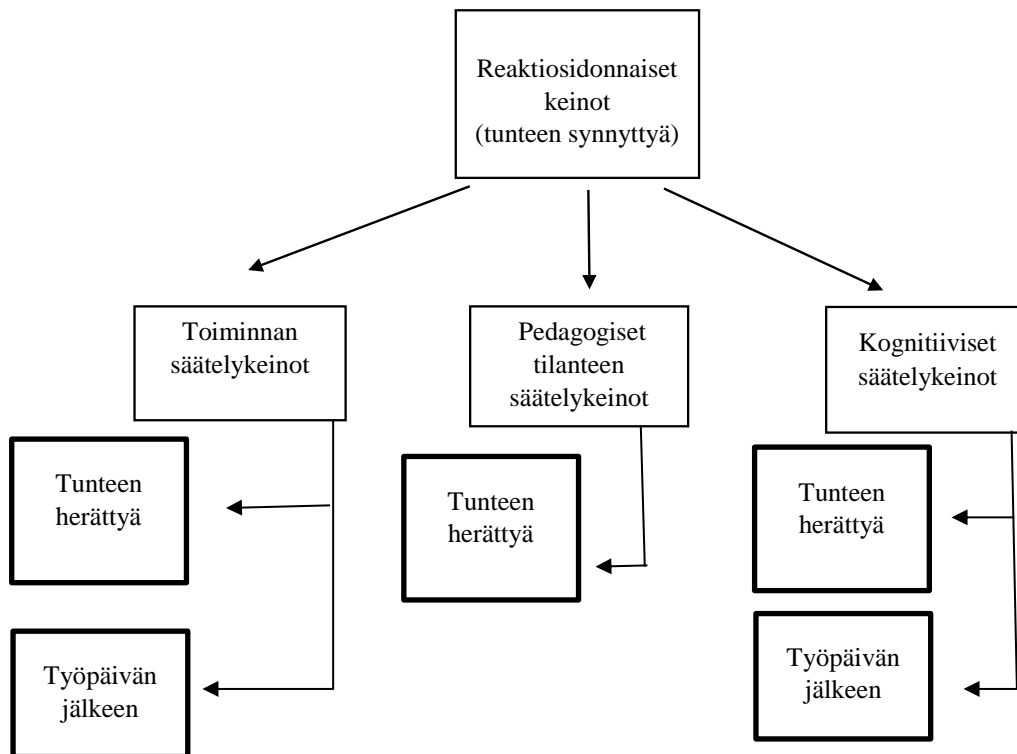 Reaktiosidonnaiset
keinot
(tunteen synnyttyä)
Toiminnan
säätelykeinot
Pedagogiset
tilanteen
säätelykeinot
Kognitiiviset
säätelykeinot
Tunteen
herättyä
Tunteen
herättyä
Tunteen
herättyä
Työpäivän
jälkeen
Työpäivän
jälkeen